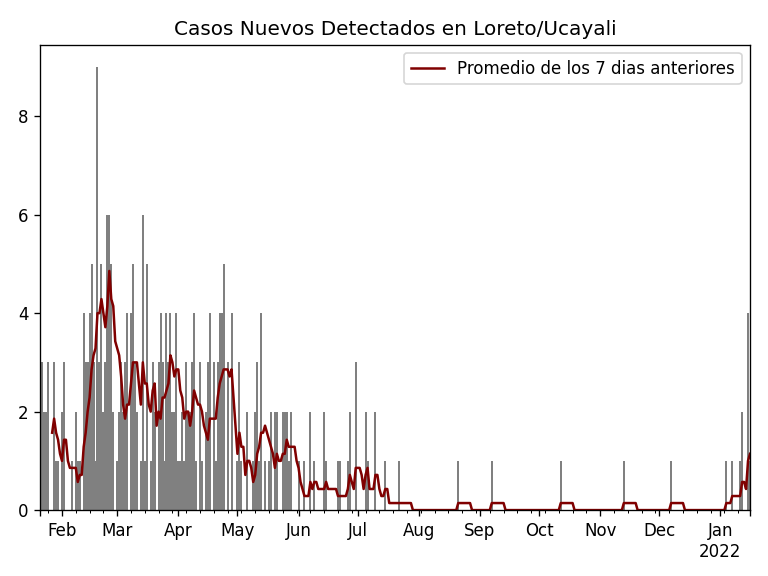 Casos Nuevos Detectados en Loreto/Ucayali
Promedio de los 7 dias anteriores
8
6
4
2
0
Feb Mar Apr May Jun Jul Aug Sep Oct Nov Dec Jan
2022